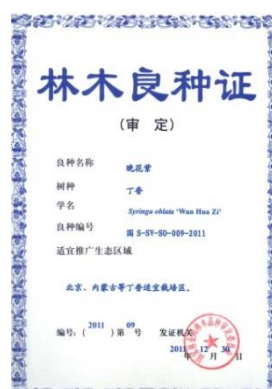 林木良种证
（审 定）
良种名称 晚花紫
树种 丁香
学名 Syringa oblata 'Wan Hua Zi'
良种编号 国 S-SV-SO-009-2011
适宜推广生态区域
北京、内蒙古等丁香适宜栽培区。
编号：（ 2011 ）第 09 号 发证机关
2011 年 12 月 30 日